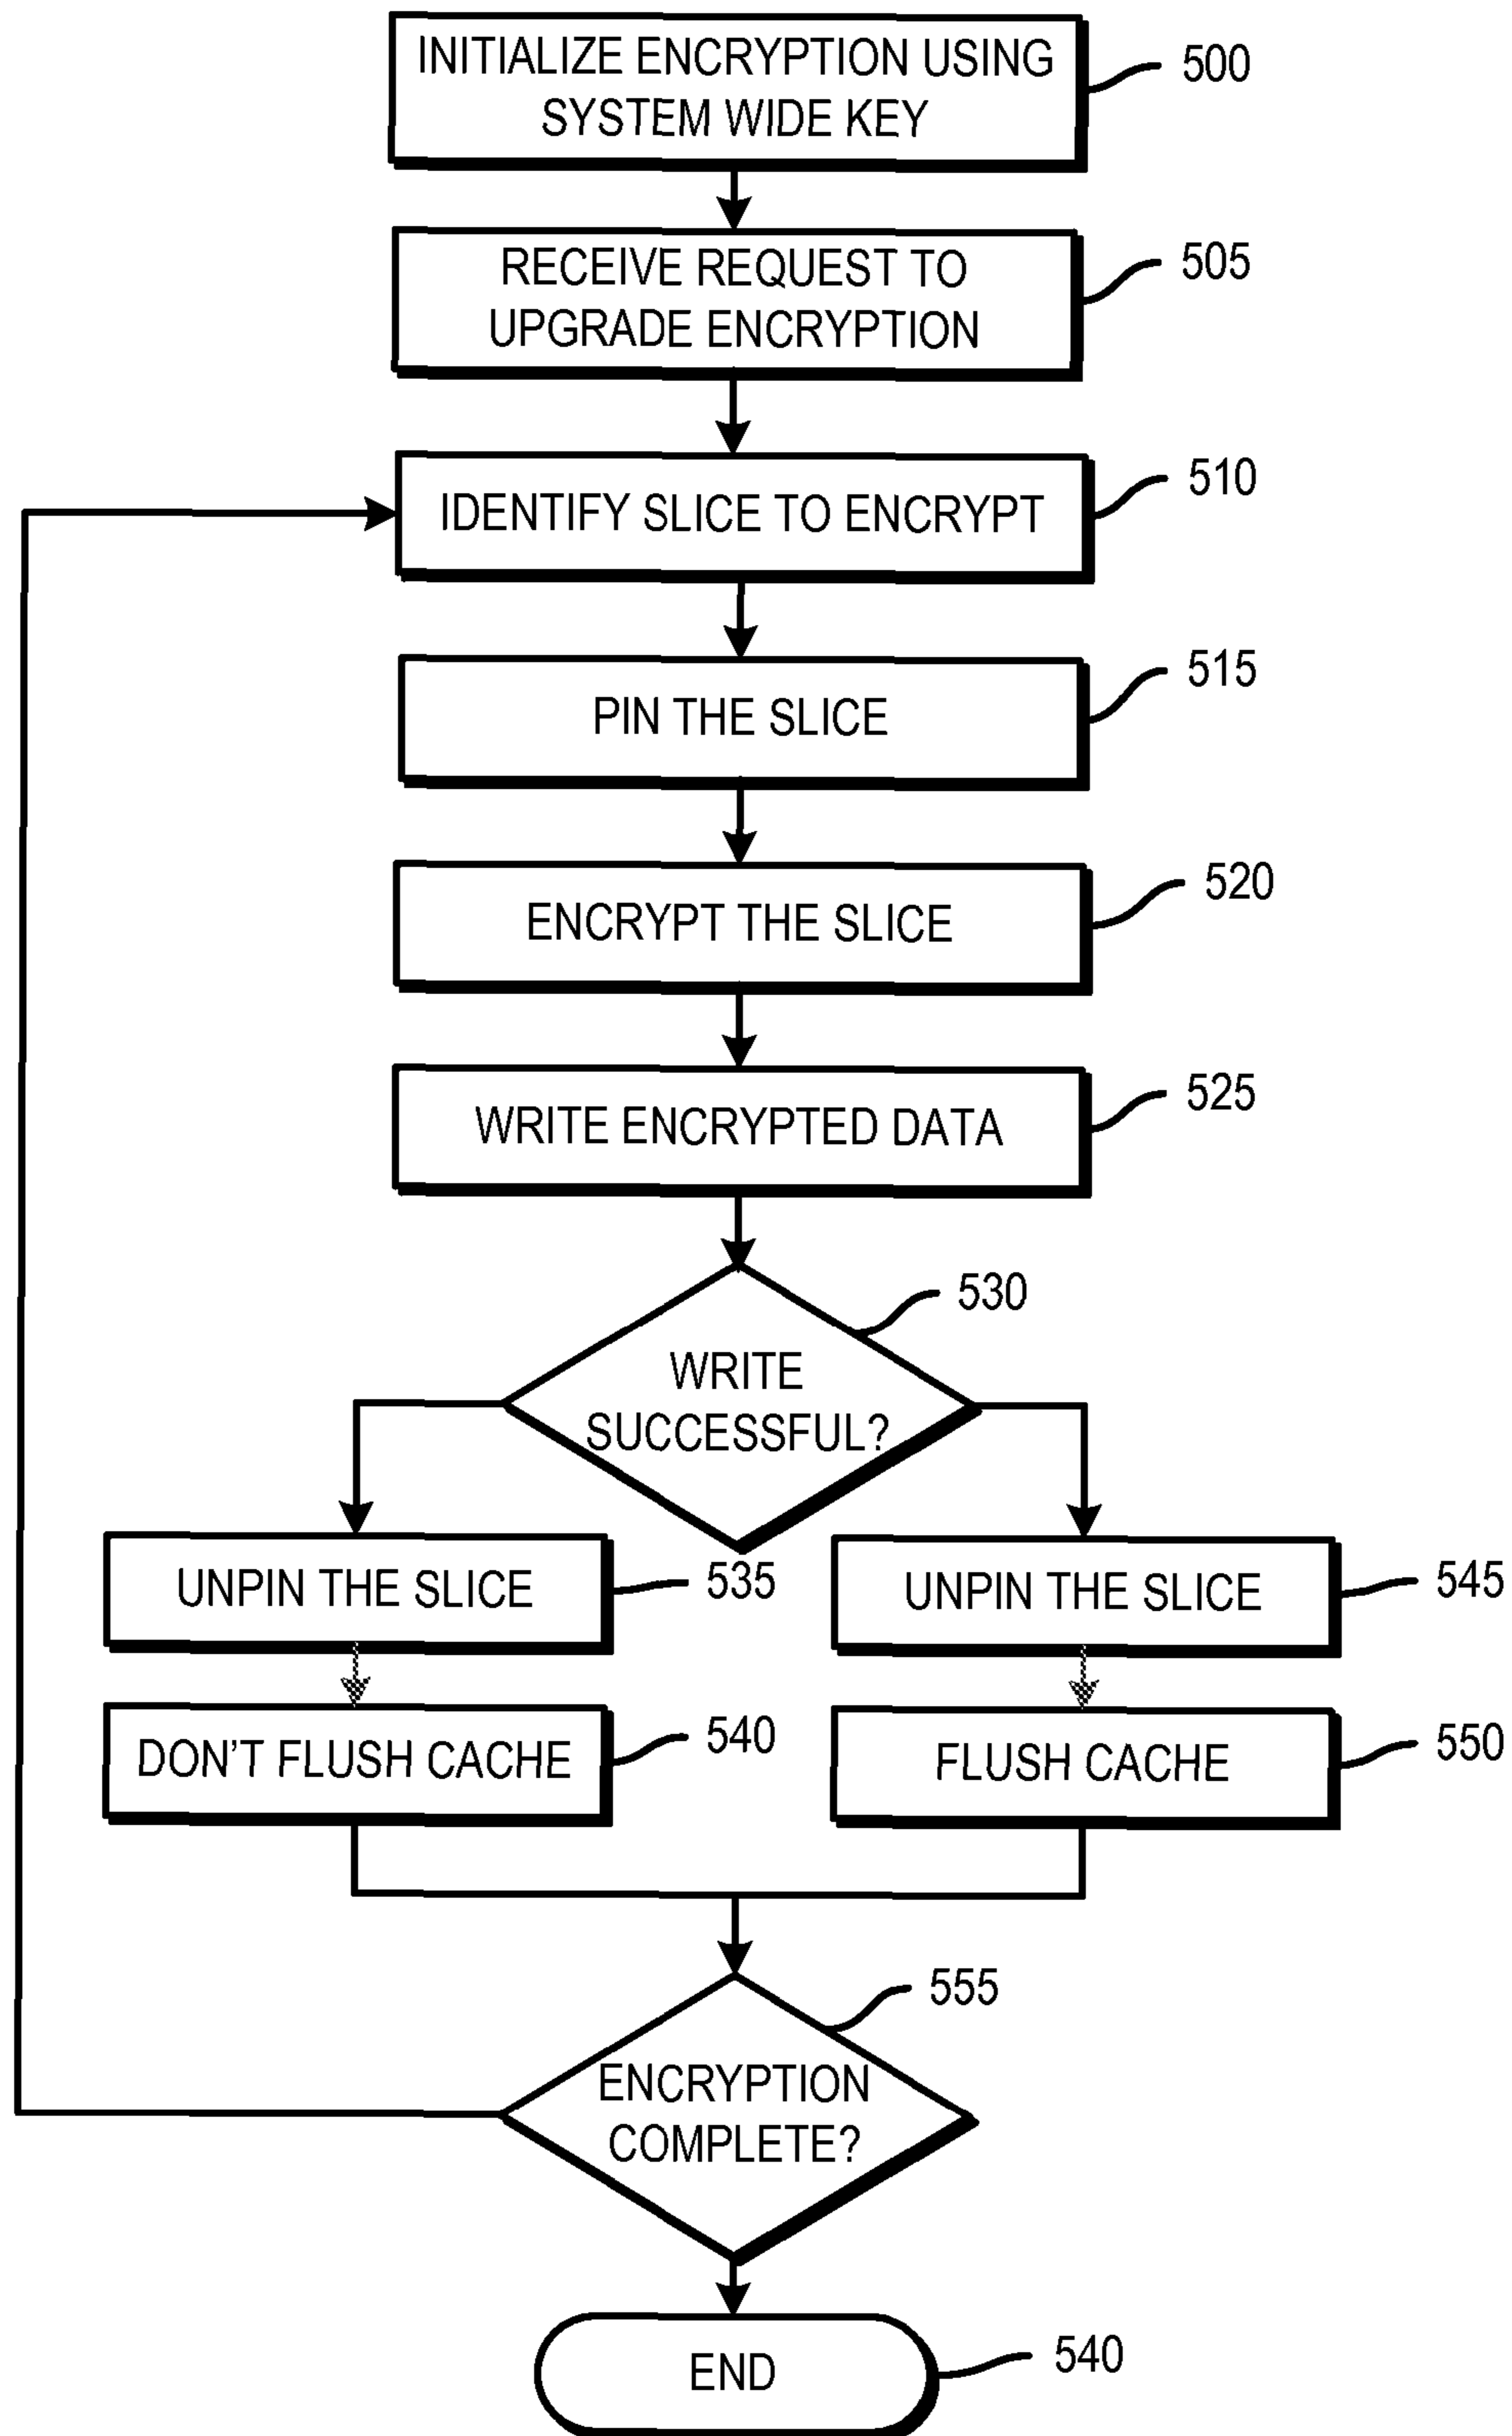 INITIALIZE ENCRYPTION USING
SYSTEM WIDE KEY
500
RECEIVE REQUEST TO
UPGRADE ENCRYPTION
505
IDENTIFY SLICE TO ENCRYPT
510
PIN THE SLICE
515
ENCRYPT THE SLICE
520
WRITE ENCRYPTED DATA
525
WRITE
SUCCESSFUL?
530
UNPIN THE SLICE
535
UNPIN THE SLICE
545
DON'T FLUSH CACHE
540
FLUSH CACHE
550
ENCRYPTION
COMPLETE?
555
END
540